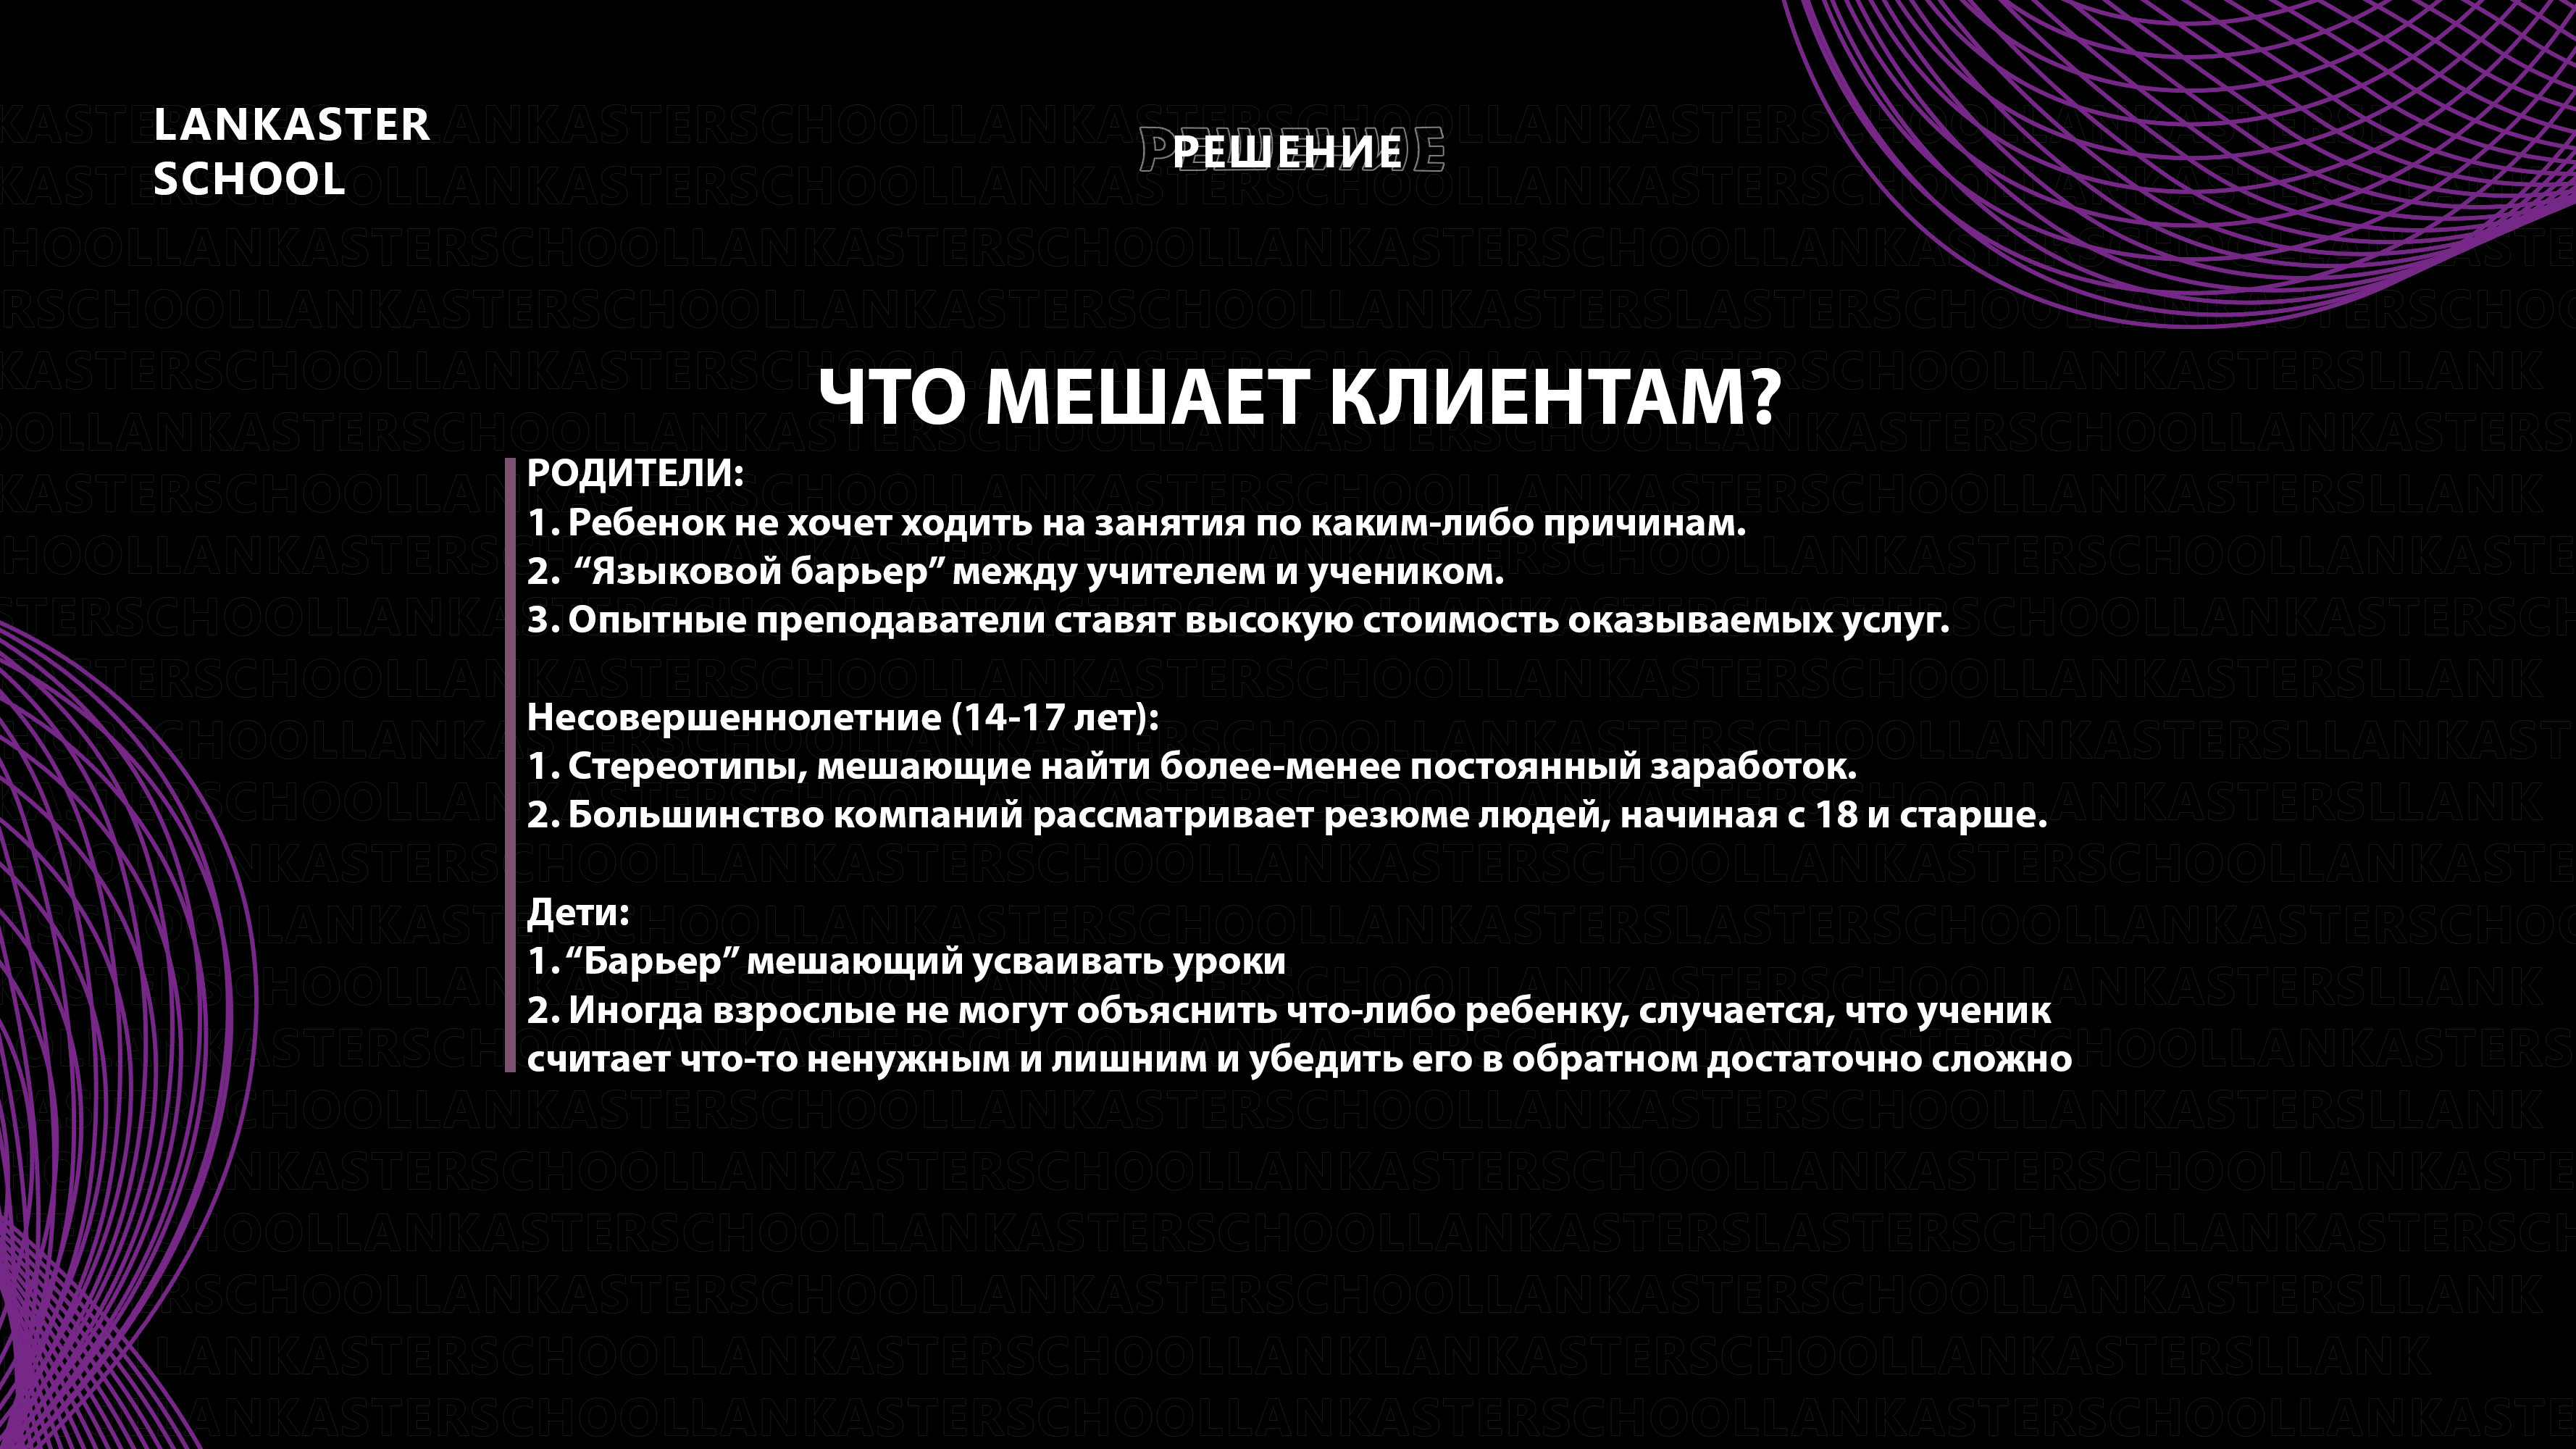 LANKASTER
SCHOOL
РЕШЕНИЕ
ЧТО МЕШАЕТ КЛИЕНТАМ?
РОДИТЕЛИ:
1. Ребенок не хочет ходить на занятия по каким-либо причинам.
2. “Языковой барьер” между учителем и учеником.
3. Опытные преподаватели ставят высокую стоимость оказываемых услуг.
Несовершеннолетние (14-17 лет):
1. Стереотипы, мешающие найти более-менее постоянный заработок.
2. Большинство компаний рассматривает резюме людей, начиная с 18 и старше.
Дети:
1. “Барьер” мешающий усваивать уроки
2. Иногда взрослые не могут объяснить что-либо ребенку, случается, что ученик
считает что-то ненужным и лишним и убедить его в обратном достаточно сложно